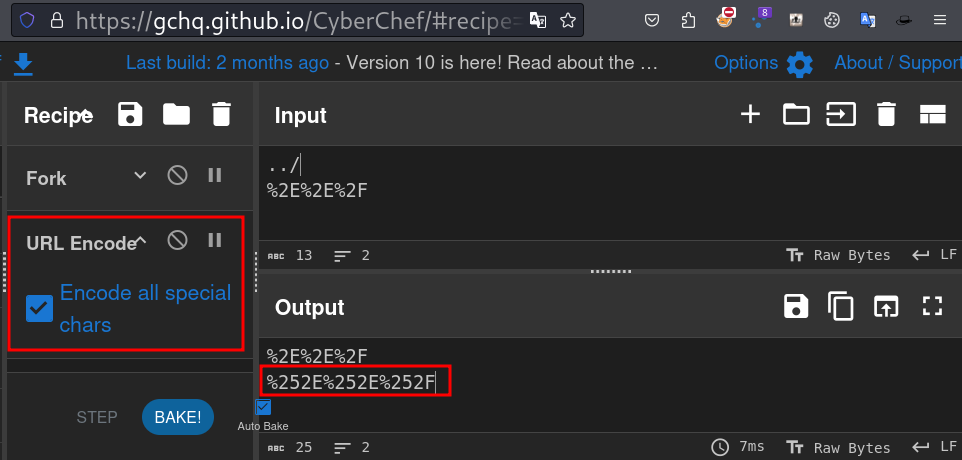 https://gchq.github.io/CyberChef/#recipe=
8
Last build: 2 months ago - Version 10 is here! Read about the ... Options About / Support
Recipe
Input
../
%2E%2E%2F
Fork
URL Encode
Encode all special
chars
ABC 13 2 Raw Bytes LF
Output
%2E%2E%2F
%252E%252E%252F
STEP
BAKE!
Auto Bake
ABC 25 2 7ms Raw Bytes LF